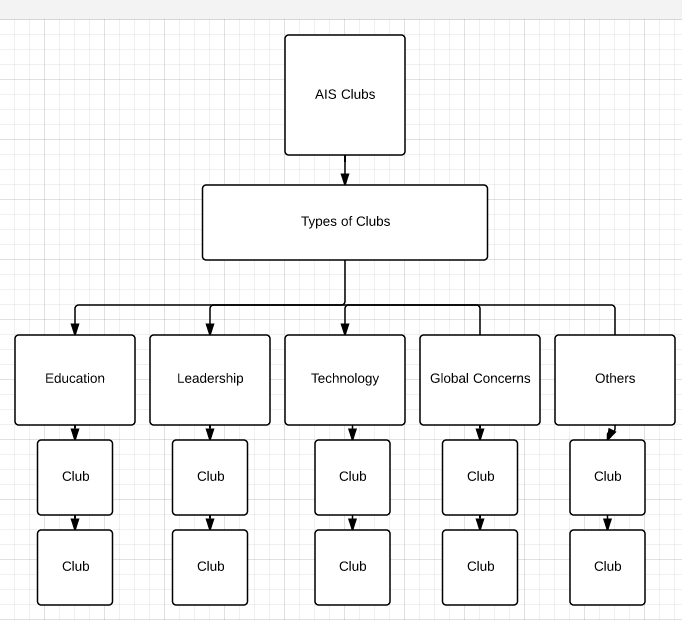 AIS Clubs
Types of Clubs
Education
Leadership
Technology
Global Concerns
Others
Club
Club
Club
Club
Club
Club
Club
Club
Club
Club